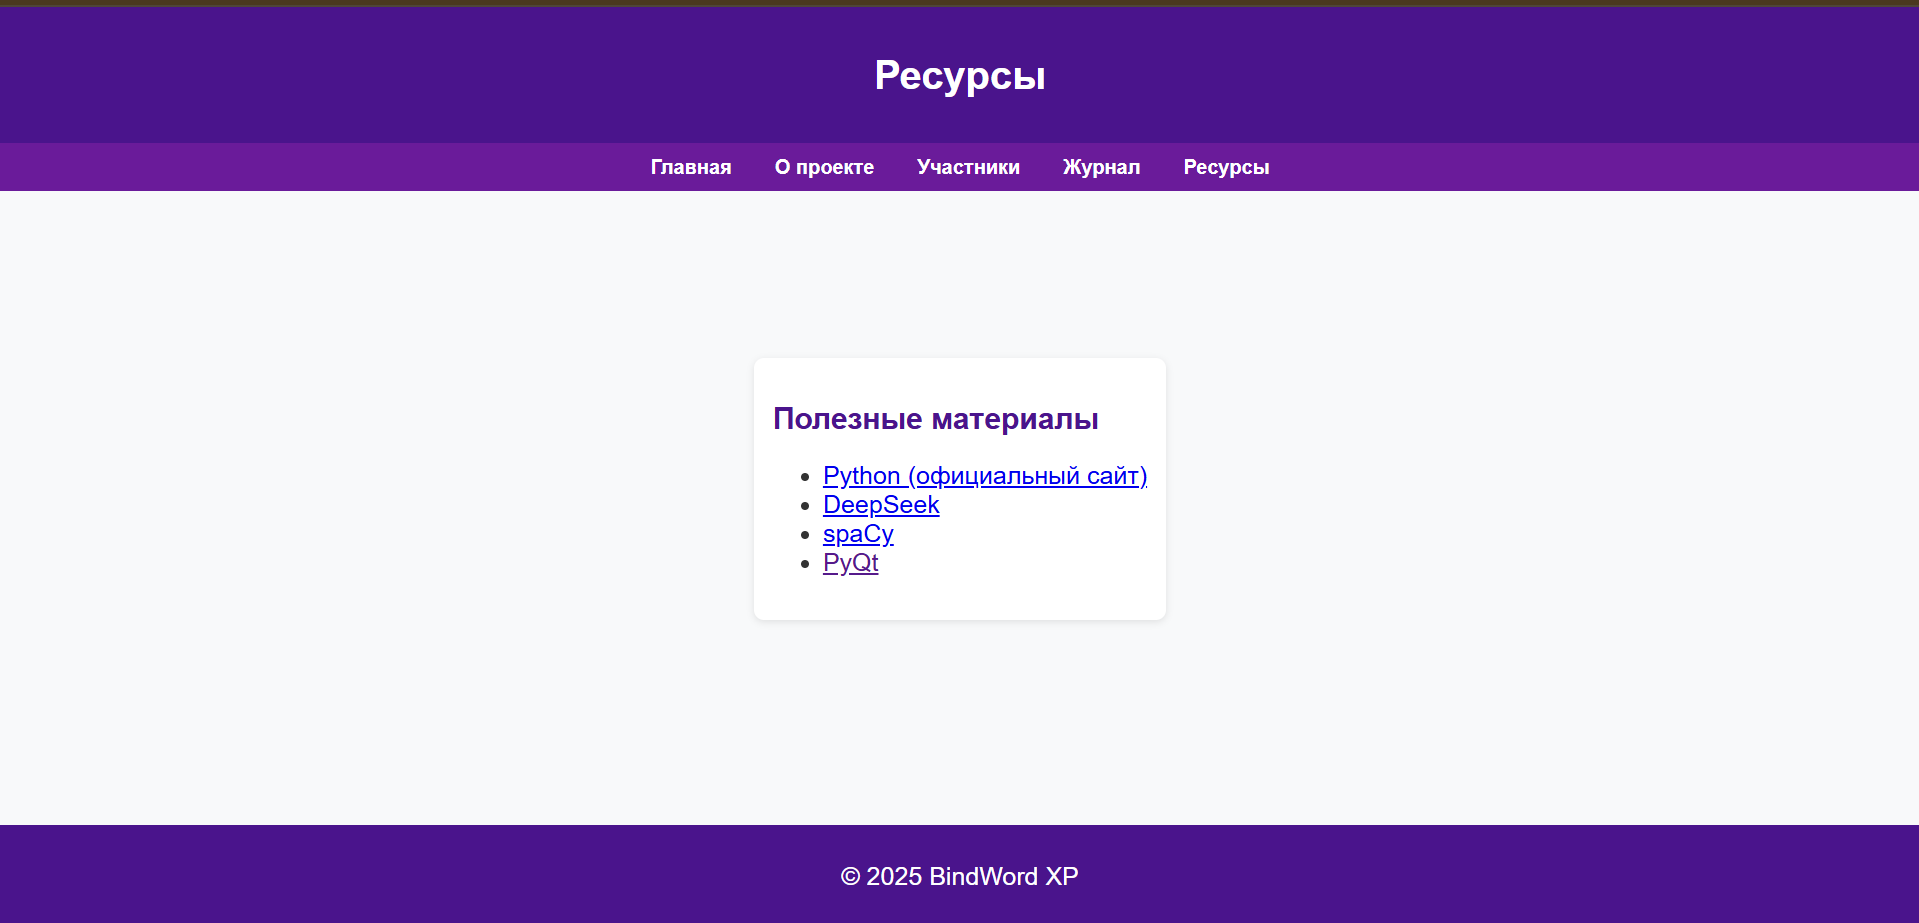 Ресурсы
Главная О проекте Участники Журнал Ресурсы
Полезные материалы
Python (официальный сайт)
DeepSeek
spaCy
PyQt
© 2025 BindWord XP